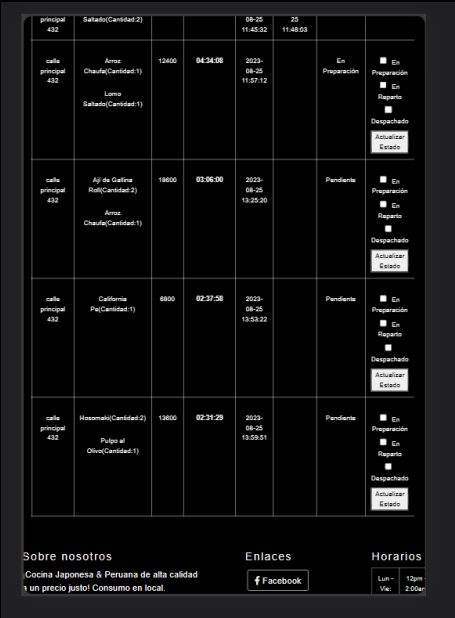 principal
432
Saltado(Cantidad:2)
08-25
11:45:32
25
11:48:03
calle
principal
432
Arroz
Chaufa(Cantidad:1)
Lomo
Saltado(Cantidad:1)
12400
04:34:08
2023-
08-25
11:57:12
En
Preparación
En
Preparación
En
Reparto
Despachado
Actualizar
Estado
calle
principal
432
Ají de Gallina
Roll(Cantidad:2)
Arroz
Chaufa(Cantidad:1)
18600
03:06:00
2023-
08-25
13:25:20
Pendiente
En
Preparación
En
Reparto
Despachado
Actualizar
Estado
calle
principal
432
California
Pe(Cantidad:1)
6800
02:37:58
2023-
08-25
13:53:22
Pendiente
En
Preparación
En
Reparto
Despachado
Actualizar
Estado
calle
principal
432
Hosomaki(Cantidad:2)
Pulpo al
Olivo(Cantidad:1)
13600
02:31:29
2023-
08-25
13:59:51
Pendiente
En
Preparación
En
Reparto
Despachado
Actualizar
Estado
Sobre nosotros
¡Cocina Japonesa & Peruana de alta calidad
a un precio justo! Consumo en local.
Enlaces
Facebook
Horarios
Lun -
Vie:
12pm
2:00am